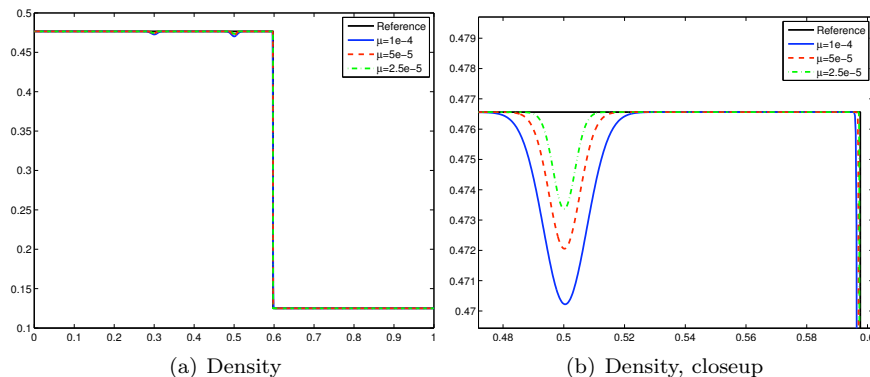 0.5
0.45
0.4
0.35
0.3
0.25
0.2
0.15
0.1
0 0.1 0.2 0.3 0.4 0.5 0.6 0.7 0.8 0.9 1
Reference
μ=1e−4
μ=5e−5
μ=2.5e−5
(a) Density
0.479
0.478
0.477
0.476
0.475
0.474
0.473
0.472
0.471
0.47
0.48 0.5 0.52 0.54 0.56 0.58
Reference
μ=1e−4
μ=5e−5
μ=2.5e−5
(b) Density, closeup